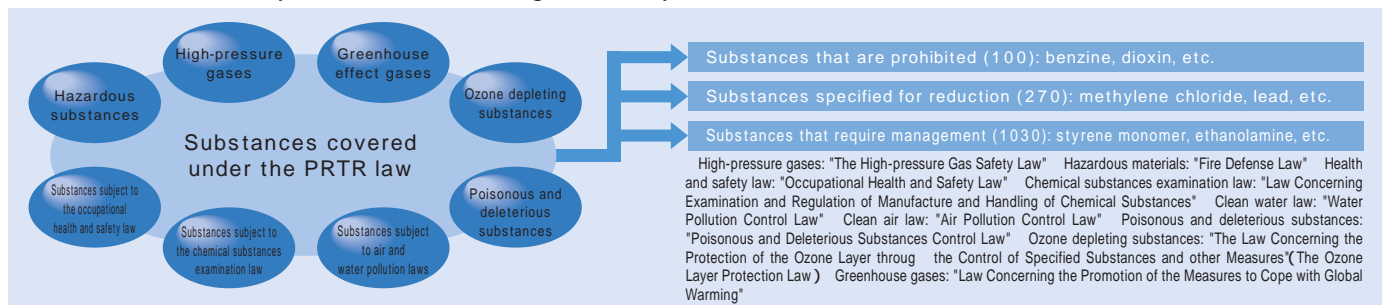 High-pressure
gases
Greenhouse
effect gases
Hazardous
substances
Ozone depleting
substances
Substances covered
under the PRTR law
Substances subject to
the occupational
health and safety law
Poisonous and
deleterious
substances
Substances subject to
the chemical substances
examination law
Substances subject
to air and
water pollution laws
Substances that are prohibited (100): benzine, dioxin, etc.
Substances specified for reduction (270): methylene chloride, lead, etc.
Substances that require management (1030): styrene monomer, ethanolamine, etc.
High-pressure gases: "The High-pressure Gas Safety Law" Hazardous materials: "Fire Defense Law" Health
and safety law: "Occupational Health and Safety Law" Chemical substances examination law: "Law Concerning
Examination and Regulation of Manufacture and Handling of Chemical Substances" Clean water law: "Water
Pollution Control Law" Clean air law: "Air Pollution Control Law" Poisonous and deleterious substances:
"Poisonous and Deleterious Substances Control Law" Ozone depleting substances: "The Law Concerning the
Protection of the Ozone Layer throug the Control of Specified Substances and other Measures"(The Ozone
Layer Protection Law) Greenhouse gases: "Law Concerning the Promotion of the Measures to Cope with Global
Warming"